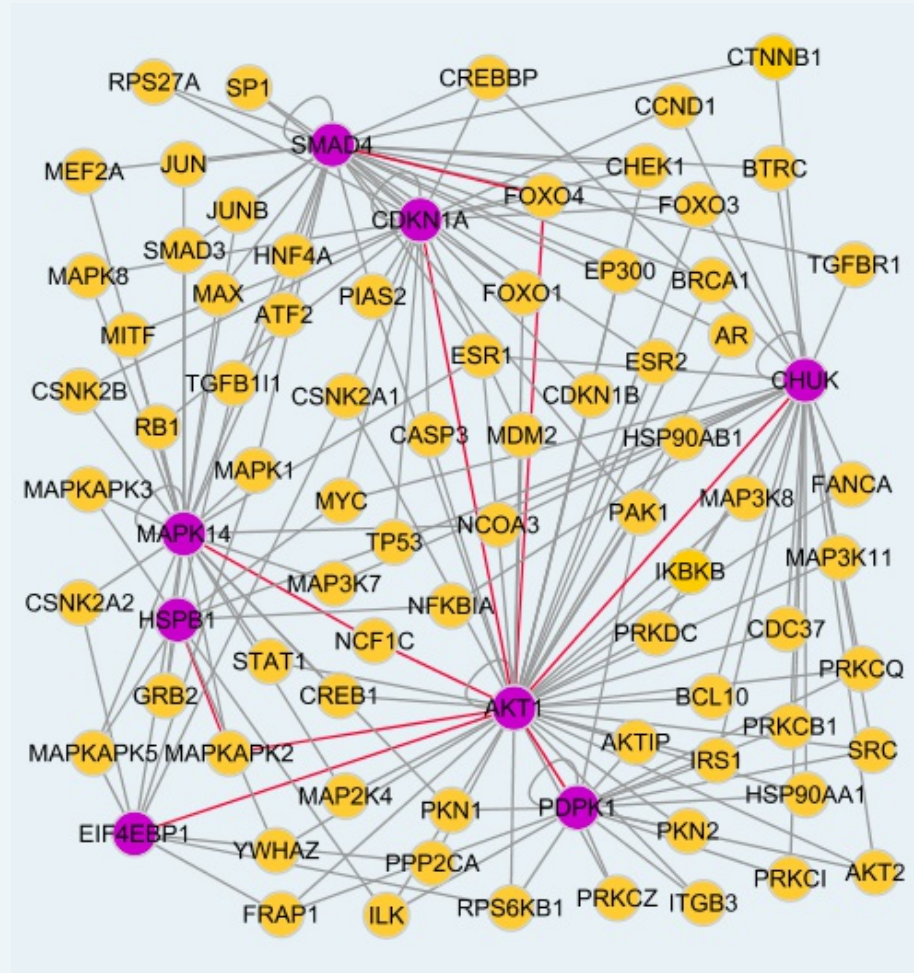 CTNNB1
RPS27A
SP1
CREBBP
CCND1
SMAD4
MEF2A
JUN
CHEK1
BTRC
FOXO4
JUNB
CDKN1A
FOXO3
SMAD3
HNF4A
MAPK8
EP300
BRCA1
TGFBR1
MAX
PIAS2
FOXO1
ATF2
MITF
AR
ESR1
ESR2
CSNK2B
TGFB1I1
CSNK2A1
CDKN1B
CHUK
RB1
CASP3
MDM2
HSP90AB1
MAPK1
MAPKAPK3
MYC
PAK1
MAP3K8
FANCA
MAPK14
TP53
NCOA3
MAP3K11
MAP3K7
IKBKB
CSNK2A2
HSPB1
NFKBIA
NCF1C
PRKDC
CDC37
STAT1
PRKCQ
GRB2
CREB1
AKT1
BCL10
PRKCB1
MAPKAPK5
MAPKAPK2
AKTIP
IRS1
SRC
MAP2K4
PKN1
PDPK1
HSP90AA1
EIF4EBP1
YWHAZ
PKN2
PPP2CA
PRKCI
AKT2
FRAP1
ILK
RPS6KB1
PRKCZ
ITGB3